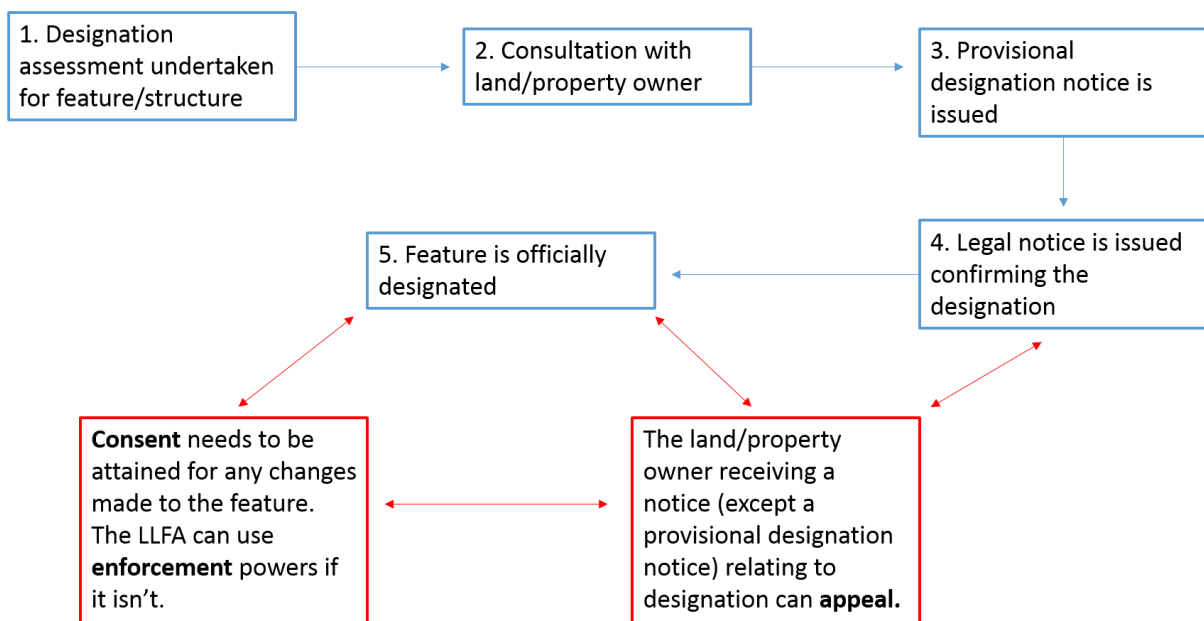 1. Designation
assessment undertaken
for feature/structure
2. Consultation with
land/property owner
3. Provisional
designation notice is
issued
4. Legal notice is issued
confirming the
designation
5. Feature is officially
designated
Consent needs to be
attained for any changes
made to the feature.
The LLFA can use
enforcement powers if
it isn't.
The land/property
owner receiving a
notice (except a
provisional designation
notice) relating to
designation can appeal.